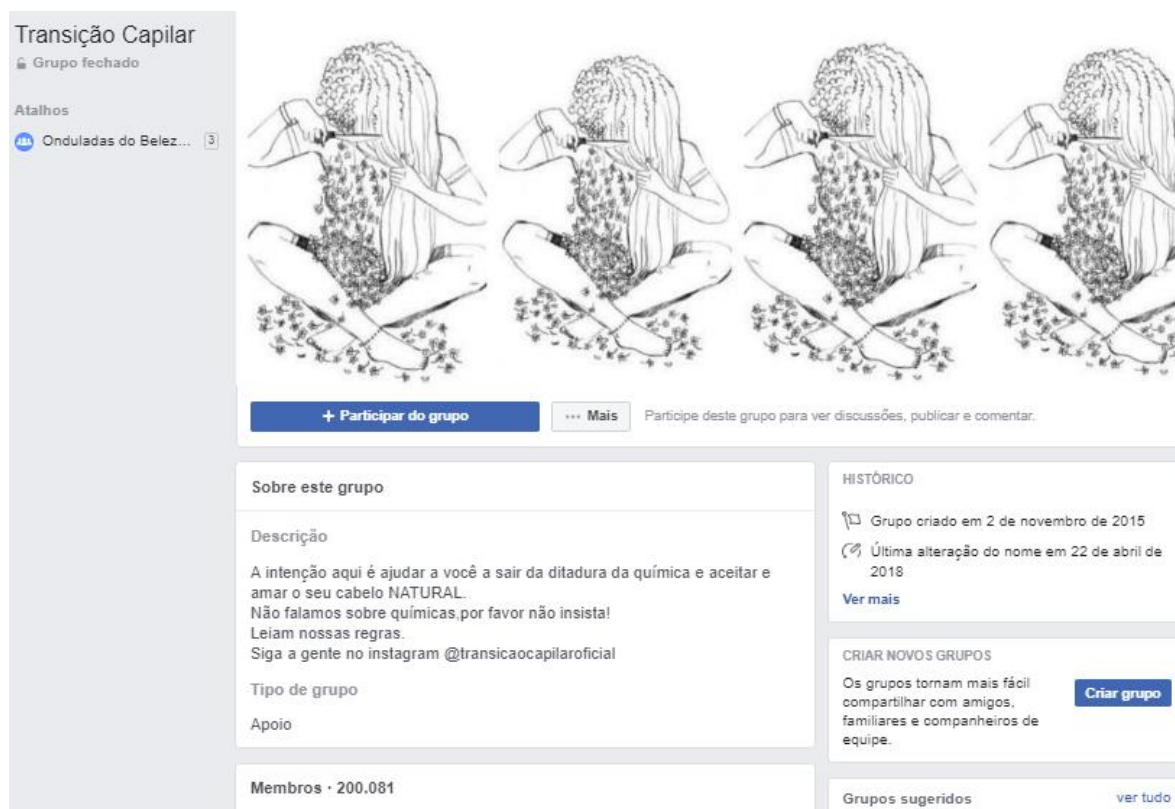 Transição Capilar
Grupo fechado
Atalhos
Onduladas do Belez... 3
+ Participar do grupo
... Mais
Participe deste grupo para ver discussões, publicar e comentar.
Sobre este grupo
Descrição
A intenção aqui é ajudar a você a sair da ditadura da química e aceitar e
amar o seu cabelo NATURAL.
Não falamos sobre químicas,por favor não insista!
Leiam nossas regras.
Siga a gente no instagram @transicaocapilaroficial
Tipo de grupo
Apoio
Membros · 200.081
HISTÓRICO
Grupo criado em 2 de novembro de 2015
Última alteração do nome em 22 de abril de
2018
Ver mais
CRIAR NOVOS GRUPOS
Os grupos tornam mais fácil
compartilhar com amigos,
familiares e companheiros de
equipe.
Criar grupo
Grupos sugeridos
ver tudo